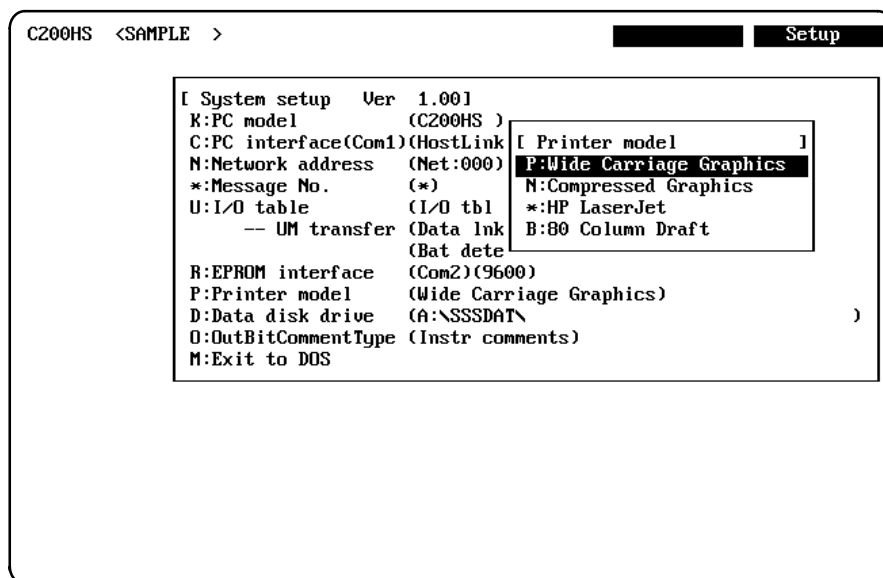 C200HS <SAMPLE >
Setup
[ System setup Ver 1.00]
K:PC model (C200HS )
C:PC interface(Com1)(HostLink
N:Network address (Net:000)
*:Message No. (*)
U:I/O table (I/O tbl
-- UM transfer (Data lnk
(Bat dete
R:EPROM interface (Com2)(9600)
P:Printer model (Wide Carriage Graphics)
D:Data disk drive (A:\SSSDAT\ )
O:OutBitCommentType (Instr comments)
M:Exit to DOS
[ Printer model ]
P:Wide Carriage Graphics
N:Compressed Graphics
*:HP LaserJet
B:80 Column Draft